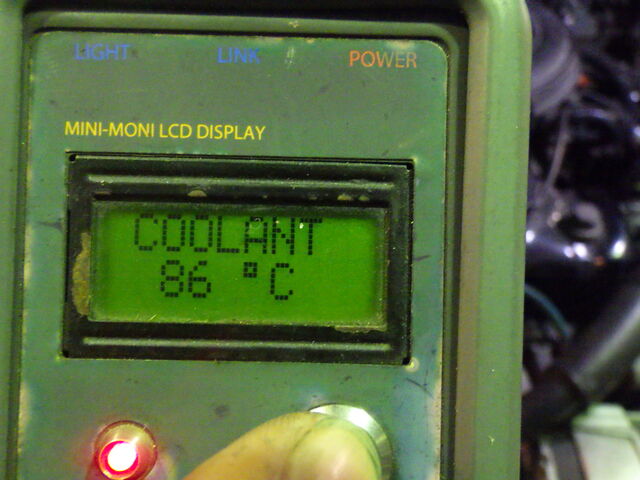 LIGHT LINK POWER
MINI-MONI LCD DISPLAY
COOLANT
86 °C